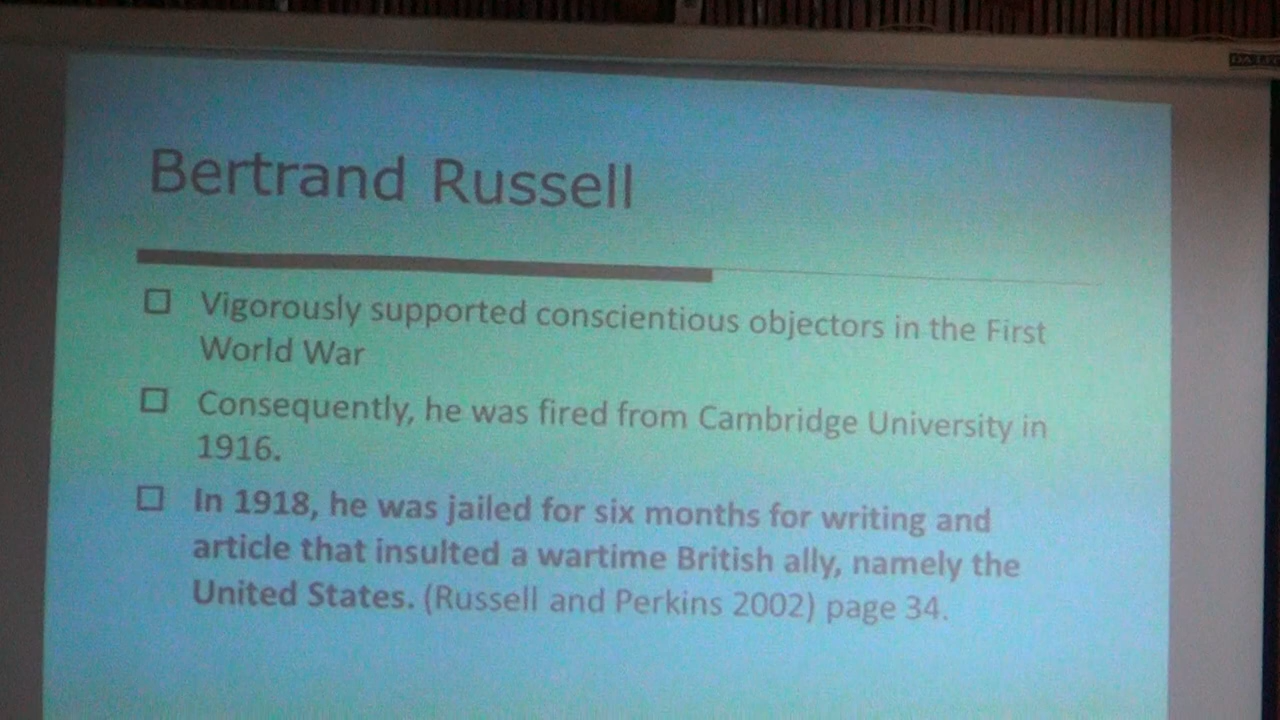 Bertrand Russell
Vigorously supported conscientious objectors in the First
World War
Consequently, he was fired from Cambridge University in
1916.
In 1918, he was jailed for six months for writing and
article that insulted a wartime British ally, namely the
United States. (Russell and Perkins 2002) page 34.